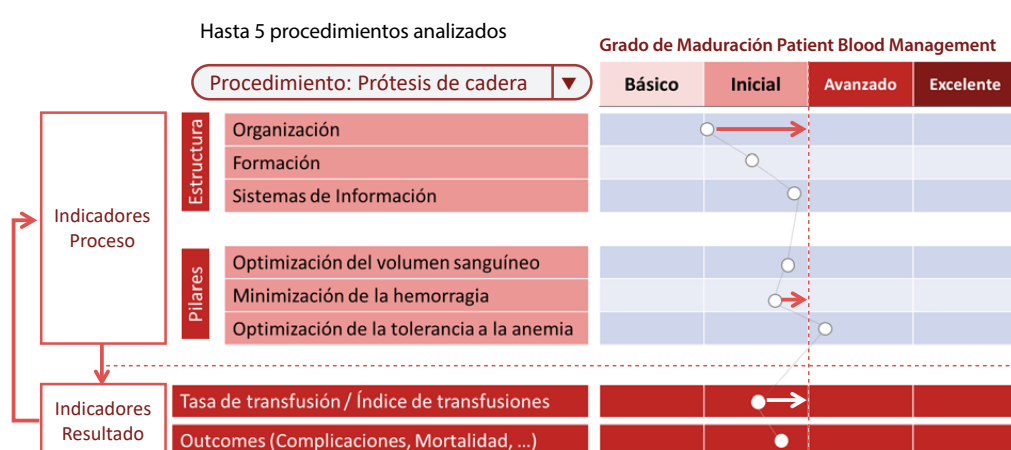 Hasta 5 procedimientos analizados
Grado de Maduración Patient Blood Management
Procedimiento: Prótesis de cadera
Básico
Inicial
Avanzado
Excelente
Indicadores
Proceso
Estructura
Organización
Formación
Sistemas de Información
Pilares
Optimización del volumen sanguíneo
Minimización de la hemorragia
Optimización de la tolerancia a la anemia
Indicadores
Resultado
Tasa de transfusión / Índice de transfusiones
Outcomes (Complicaciones, Mortalidad, ...)